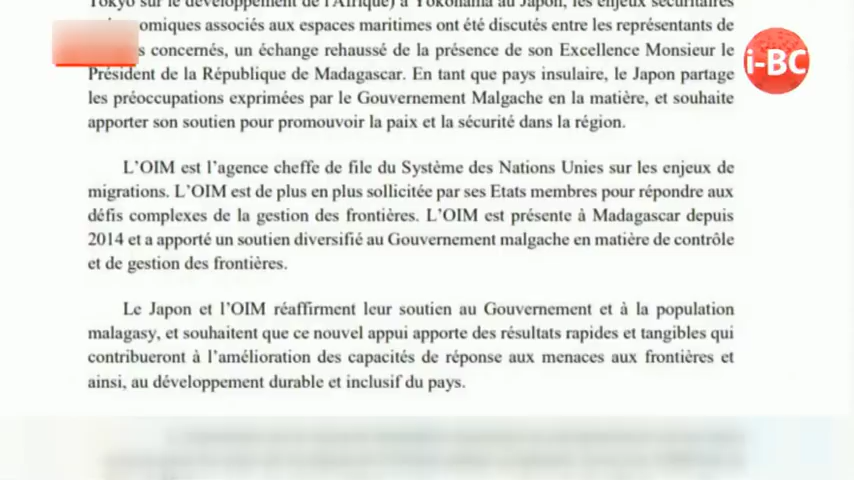 Tokyo sur le développement de l'Afrique) à Yokohama au Japon, les enjeux sécuritaires
économiques associés aux espaces maritimes ont été discutés entre les représentants de
concernés, un échange rehaussé de la présence de son Excellence Monsieur le
Président de la République de Madagascar. En tant que pays insulaire, le Japon partage
les préoccupations exprimées par le Gouvernement Malgache en la matière, et souhaite
apporter son soutien pour promouvoir la paix et la sécurité dans la région.
L'OIM est l'agence cheffe de file du Système des Nations Unies sur les enjeux de
migrations. L'OIM est de plus en plus sollicitée par ses Etats membres pour répondre aux
défis complexes de la gestion des frontières. L'OIM est présente à Madagascar depuis
2014 et a apporté un soutien diversifié au Gouvernement malgache en matière de contrôle
et de gestion des frontières.
Le Japon et l'OIM réaffirment leur soutien au Gouvernement et à la population
malagasy, et souhaitent que ce nouvel appui apporte des résultats rapides et tangibles qui
contribueront à l'amélioration des capacités de réponse aux menaces aux frontières et
ainsi, au développement durable et inclusif du pays.
i-BC